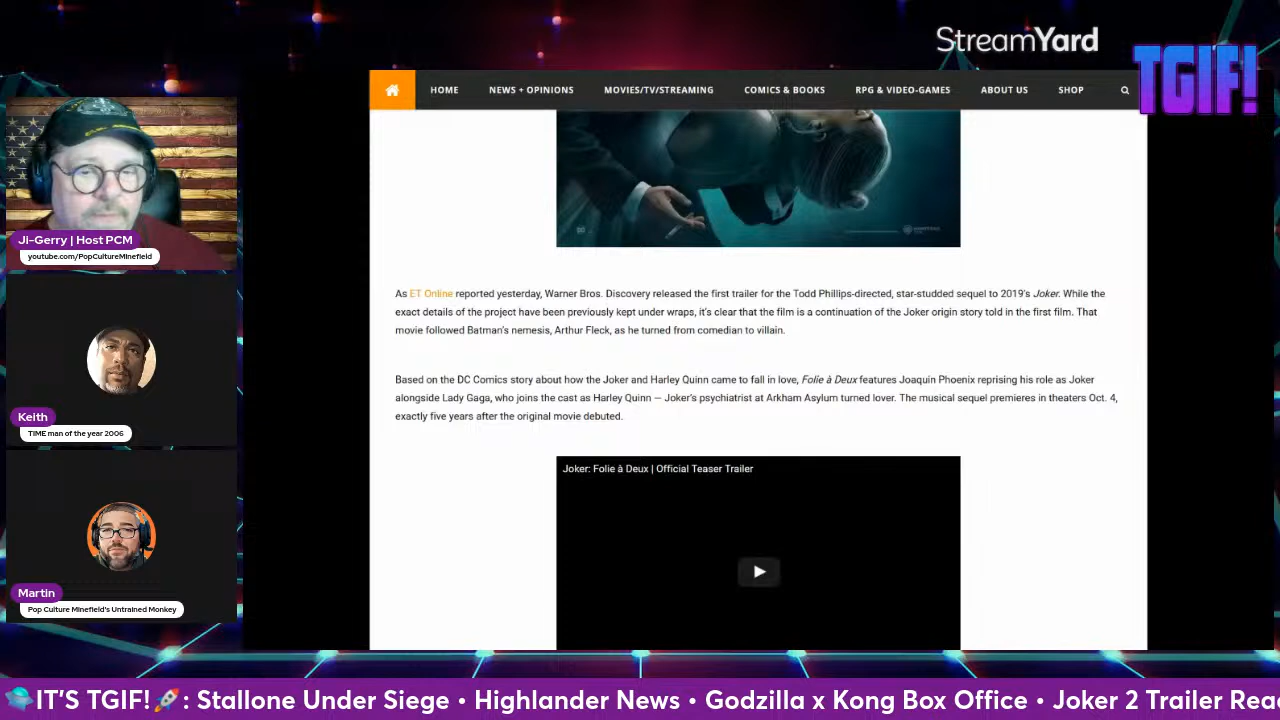 StreamYard
TGIF!
HOME NEWS + OPINIONS MOVIES/TV/STREAMING COMICS & BOOKS RPG & VIDEO-GAMES ABOUT US SHOP
Ji-Gerry | Host PCM
youtube.com/PopCultureMinefield
As ET Online reported yesterday, Warner Bros. Discovery released the first trailer for the Todd Phillips-directed, star-studded sequel to 2019's Joker. While the
exact details of the project have been previously kept under wraps, it's clear that the film is a continuation of the Joker origin story told in the first film. That
movie followed Batman's nemesis, Arthur Fleck, as he turned from comedian to villain.
Based on the DC Comics story about how the Joker and Harley Quinn came to fall in love, Folie à Deux features Joaquin Phoenix reprising his role as Joker
alongside Lady Gaga, who joins the cast as Harley Quinn — Joker's psychiatrist at Arkham Asylum turned lover. The musical sequel premieres in theaters Oct. 4,
exactly five years after the original movie debuted.
Keith
TIME man of the year 2006
Joker: Folie à Deux | Official Teaser Trailer
Martin
Pop Culture Minefield's Untrained Monkey
IT'S TGIF! : Stallone Under Siege • Highlander News • Godzilla x Kong Box Office • Joker 2 Trailer Rea